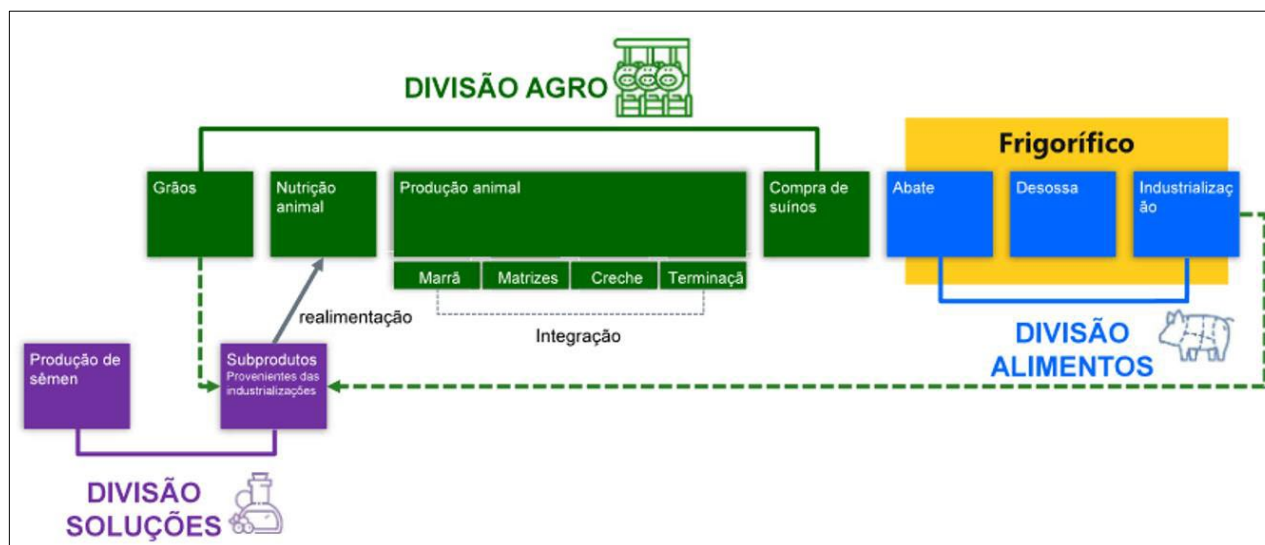 DIVISÃO AGRO
Grãos
Nutrição
animal
Produção animal
Compra de
suínos
Frigorífico
Abate
Desossa
Industrializaç
ão
Marrã
Matrizes
Creche
Terminaçã
realimentação
Integração
Produção de
sêmen
Subprodutos
Provenientes das
industrializações
DIVISÃO
ALIMENTOS
DIVISÃO
SOLUÇÕES